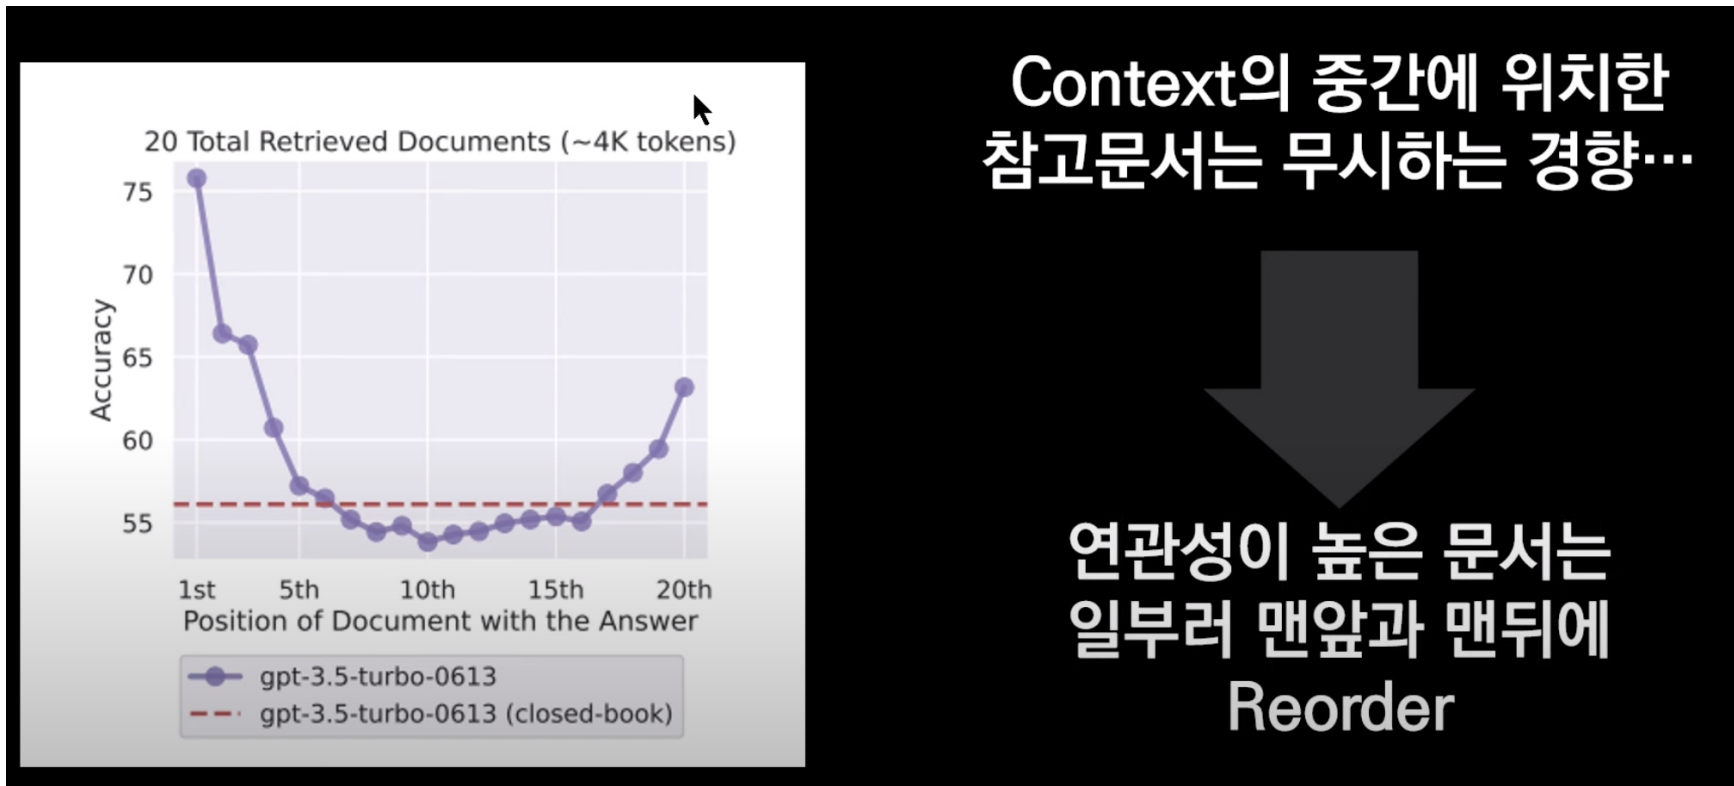 20 Total Retrieved Documents (~4K tokens)
75
70
65
60
55
Accuracy
1st 5th 10th 15th 20th
Position of Document with the Answer
gpt-3.5-turbo-0613
gpt-3.5-turbo-0613 (closed-book)
Context의 중간에 위치한
참고문서는 무시하는 경향…
연관성이 높은 문서는
일부러 맨앞과 맨뒤에
Reorder